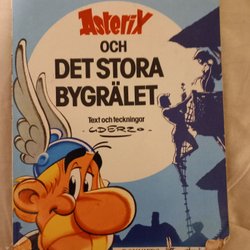 Asterix
OCH
DET STORA
BYGRÄLET
Text och teckningar
UDERZO